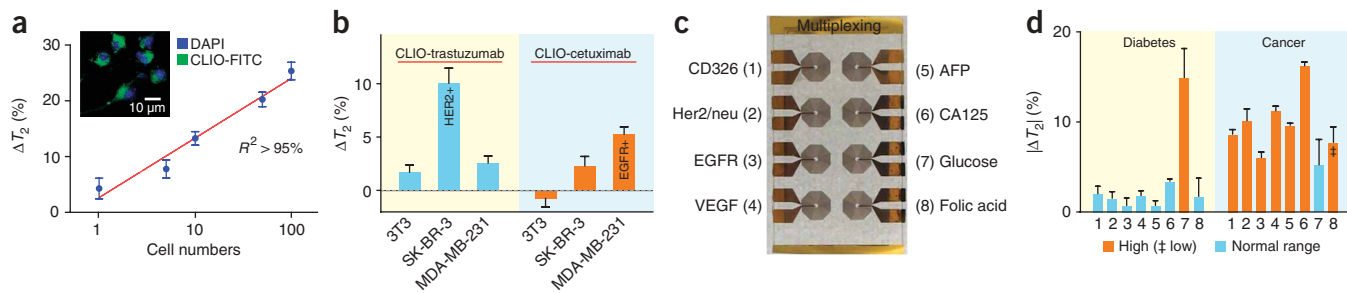 a
30
20
10
0
ΔT2 (%)
DAPI
CLIO-FITC
10 µm
R2 > 95%
1
10
100
Cell numbers
b
CLIO-trastuzumab
CLIO-cetuximab
10
5
0
ΔT2 (%)
HER2+
EGFR+
3T3
SK-BR-3
MDA-MB-231
3T3
SK-BR-3
MDA-MB-231
c
Multiplexing
CD326 (1)
(5) AFP
Her2/neu (2)
(6) CA125
EGFR (3)
(7) Glucose
VEGF (4)
(8) Folic acid
d
Diabetes
Cancer
20
10
0
|ΔT2| (%)
‡
1 2 3 4 5 6 7 8
1 2 3 4 5 6 7 8
High (‡ low)
Normal range